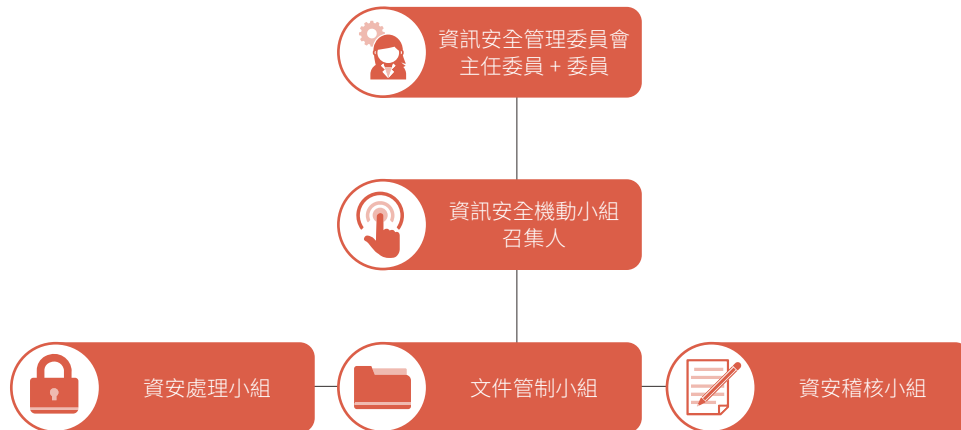 資訊安全管理委員會
主任委員 + 委員
資訊安全機動小組
召集人
資安處理小組
文件管制小組
資安稽核小組